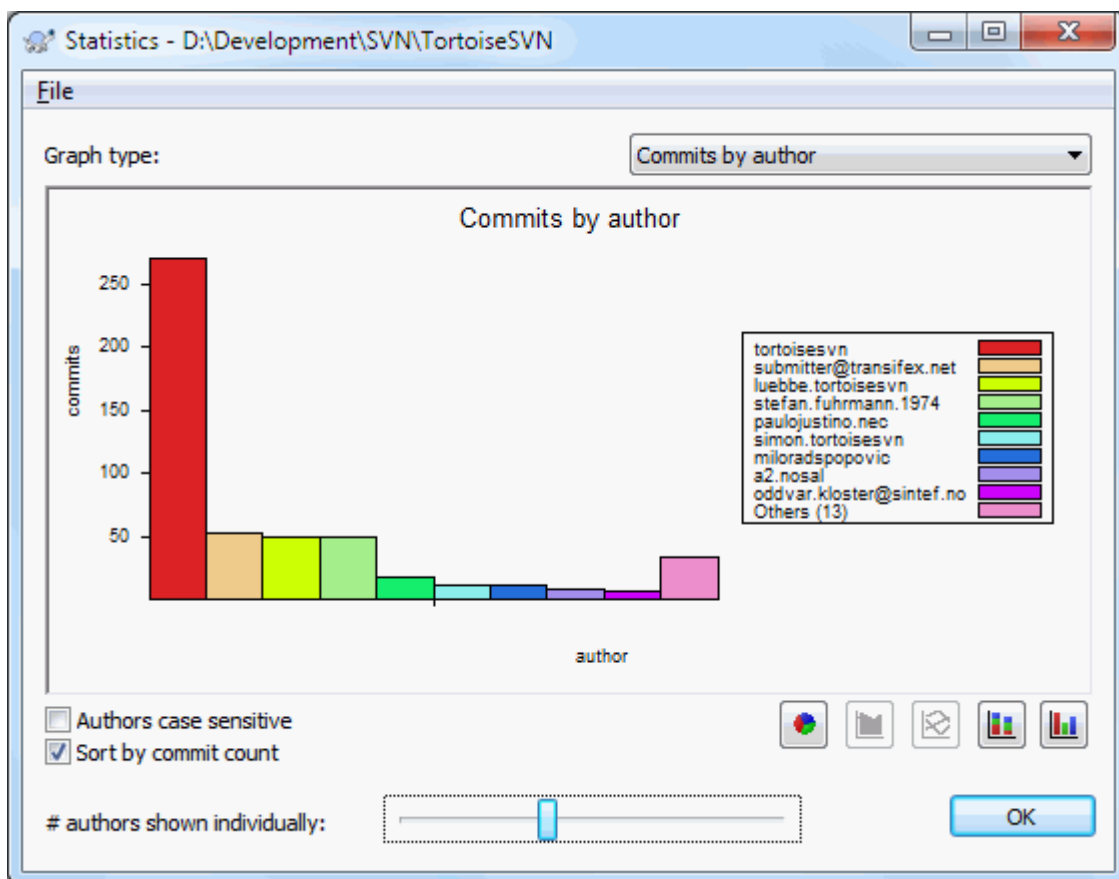 Statistics - D:\Development\SVN\TortoiseSVN
File
Graph type:
Commits by author
Commits by author
commits
250
200
150
100
50
author
tortoisesvn
submitter@transifex.net
luebbe.tortoisesvn
stefan.fuhrmann.1974
paulojustino.nec
simon.tortoisesvn
miloradspopovic
a2.nosal
oddvar.kloster@sintef.no
Others (13)
Authors case sensitive
Sort by commit count
# authors shown individually:
OK